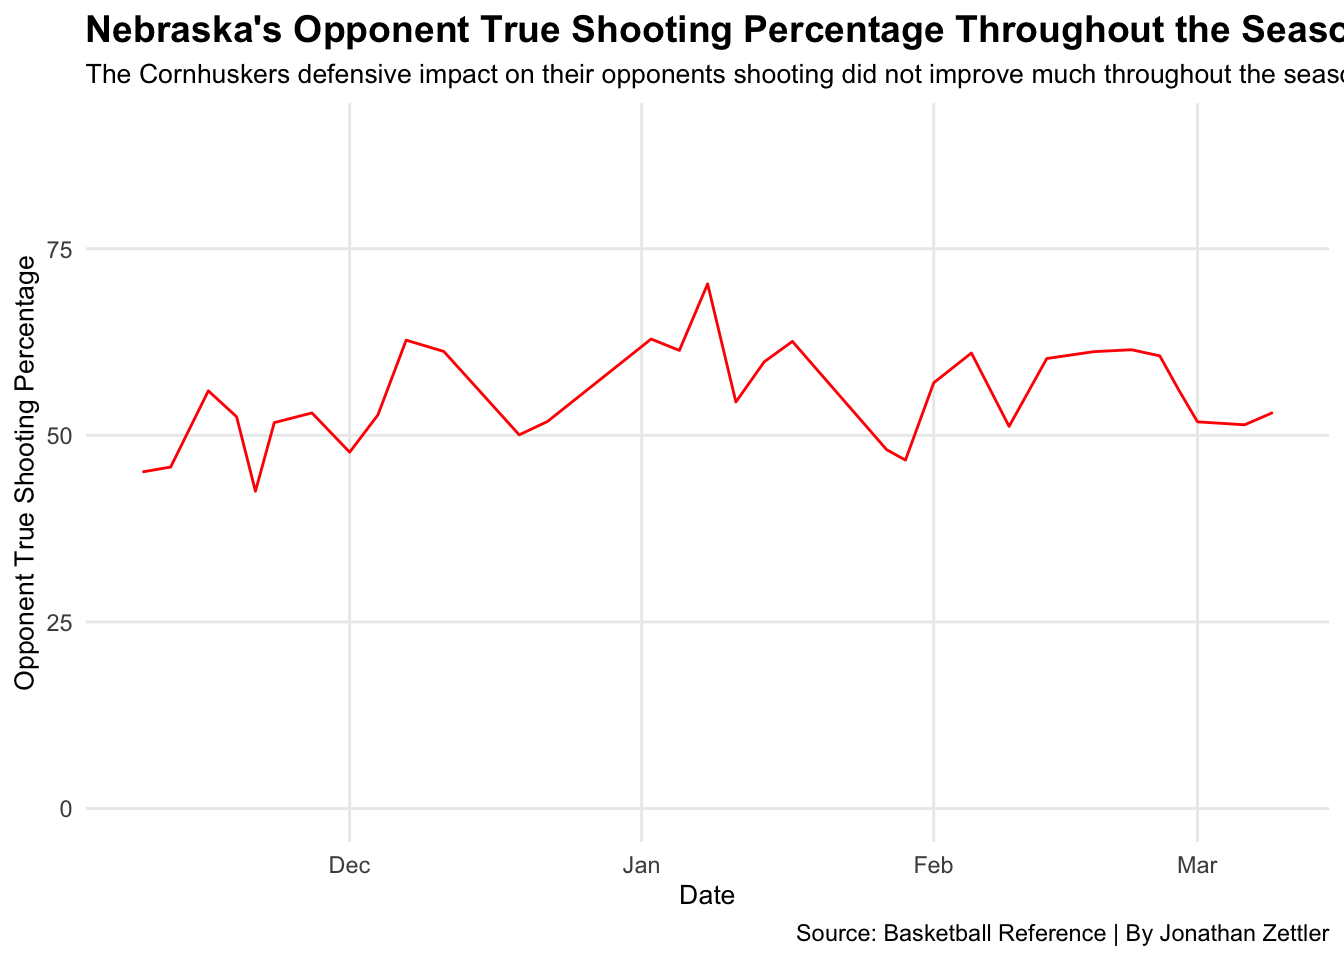 Nebraska's Opponent True Shooting Percentage Throughout the Seaso
The Cornhuskers defensive impact on their opponents shooting did not improve much throughout the seaso
Opponent True Shooting Percentage
75
50
25
0
Dec Jan Feb Mar
Date
Source: Basketball Reference | By Jonathan Zettler